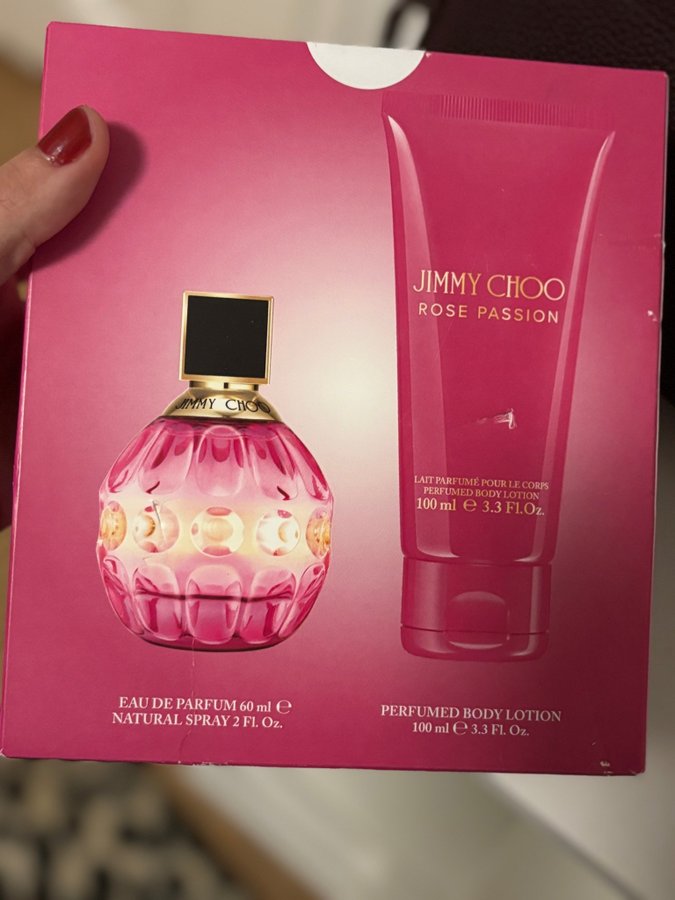 JIMMY CHOO
EAU DE PARFUM 60 ml ℮
NATURAL SPRAY 2 Fl. Oz.
JIMMY CHOO
ROSE PASSION
LAIT PARFUMÉ POUR LE CORPS
PERFUMED BODY LOTION
100 ml ℮ 3.3 Fl.Oz.
PERFUMED BODY LOTION
100 ml ℮ 3.3 Fl. Oz.